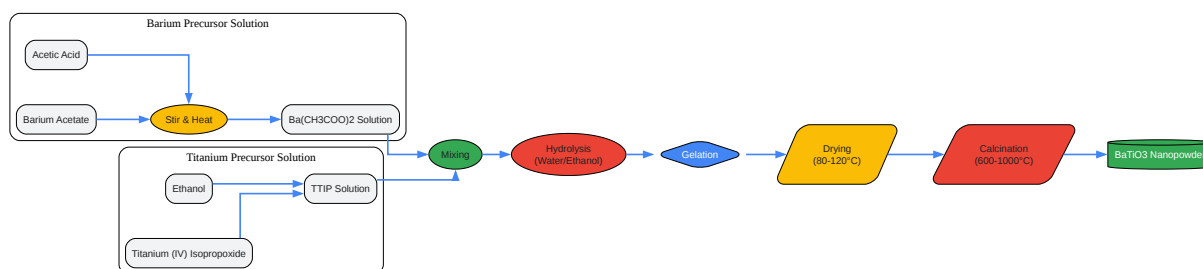 Barium Precursor Solution
Acetic Acid
Barium Acetate
Stir & Heat
Ba(CH3COO)2 Solution
Titanium Precursor Solution
Ethanol
TTIP Solution
Titanium (IV) Isopropoxide
Mixing
Hydrolysis
(Water/Ethanol)
Gelation
Drying
(80-120°C)
Calcination
(600-1000°C)
BaTiO3 Nanopowde